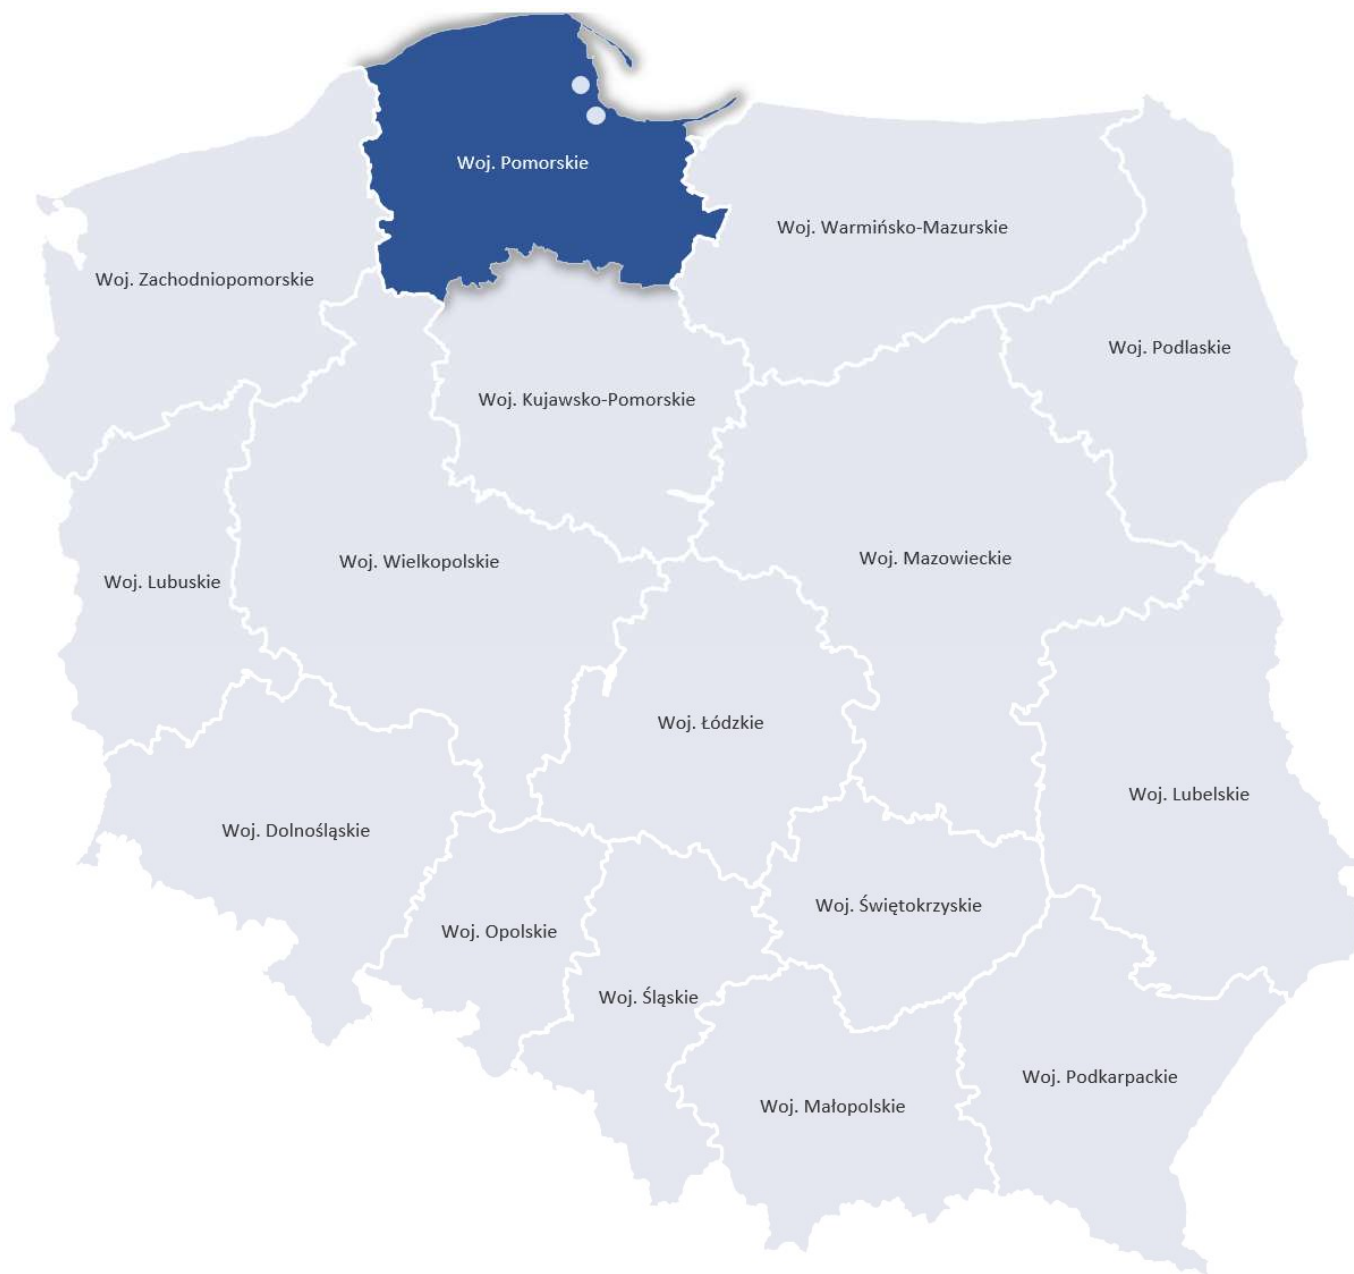 Woj. Pomorskie
Woj. Warmińsko-Mazurskie
Woj. Zachodniopomorskie
Woj. Podlaskie
Woj. Kujawsko-Pomorskie
Woj. Mazowieckie
Woj. Wielkopolskie
Woj. Lubuskie
Woj. Łódzkie
Woj. Lubelskie
Woj. Dolnośląskie
Woj. Świętokrzyskie
Woj. Opolskie
Woj. Śląskie
Woj. Podkarpackie
Woj. Małopolskie